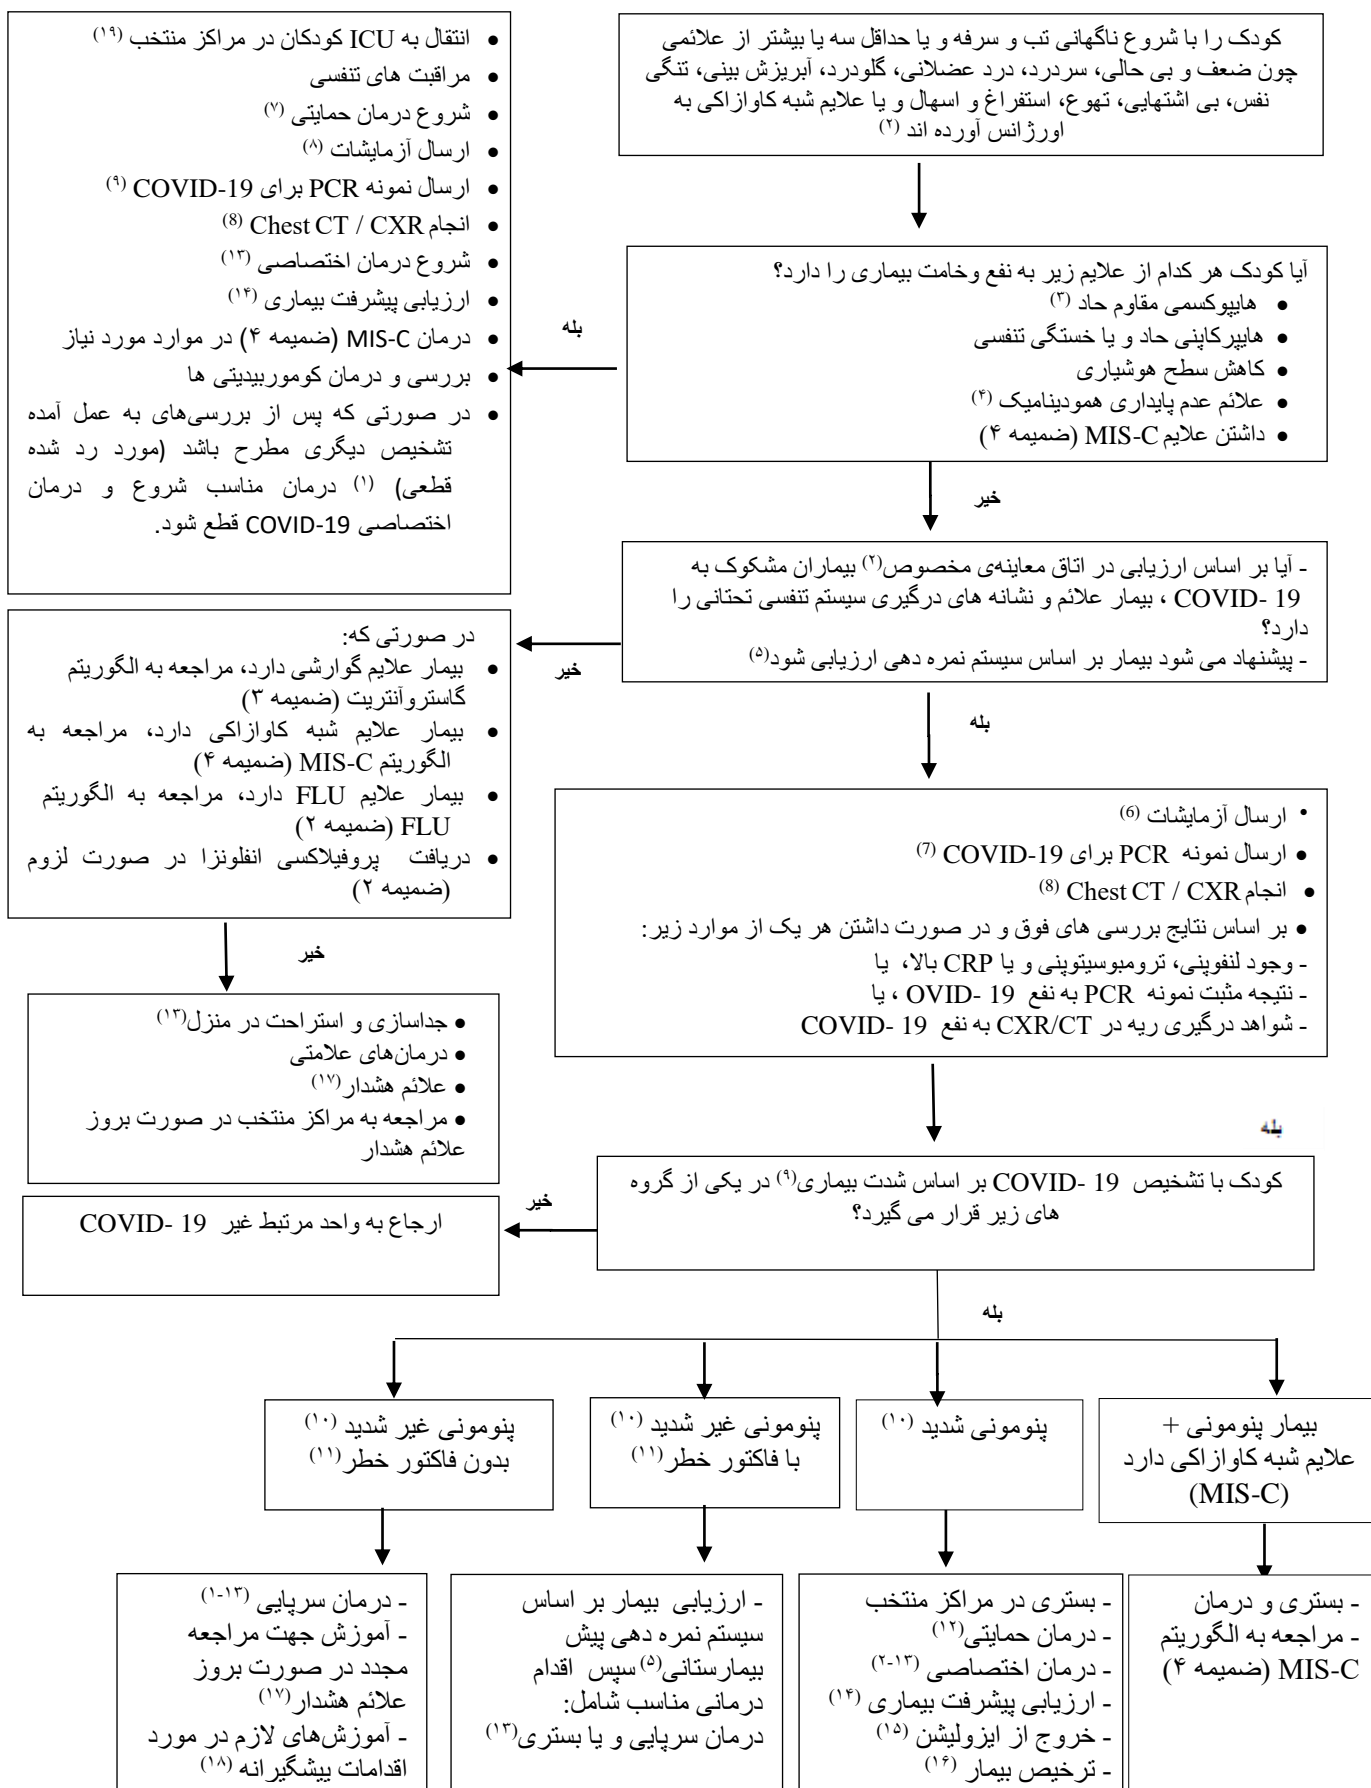 کودک را با شروع ناگهانی تب و سرفه و یا حداقل سه یا بیشتر از علائمی
چون ضعف و بی حالی، سردرد، درد عضلانی، گلودرد، آبریزش بینی، تنگی
نفس، بی اشتهایی، تهوع، استفراغ و اسهال و یا علایم شبه کاوازاکی به
اورژانس آورده اند (۲)
آیا کودک هر کدام از علایم زیر به نفع وخامت بیماری را دارد؟
• هایپوکسمی مقاوم حاد (۳)
• هایپرکاپنی حاد و یا خستگی تنفسی
• کاهش سطح هوشیاری
• علائم عدم پایداری همودینامیک (۴)
• داشتن علایم MIS-C (ضمیمه ۴)
بله
• انتقال به ICU کودکان در مراکز منتخب (۱۹)
• مراقبت های تنفسی
• شروع درمان حمایتی (۷)
• ارسال آزمایشات (۸)
• ارسال نمونه PCR برای COVID-19 (۹)
• انجام Chest CT / CXR (8)
• شروع درمان اختصاصی (۱۳)
• ارزیابی پیشرفت بیماری (۱۴)
• درمان MIS-C (ضمیمه ۴) در موارد مورد نیاز
• بررسی و درمان کوموربیدیتی ها
• در صورتی که پس از بررسی‌های به عمل آمده
تشخیص دیگری مطرح باشد (مورد رد شده
قطعی) (۱) درمان مناسب شروع و درمان
اختصاصی COVID-19 قطع شود.
خیر
- آیا بر اساس ارزیابی در اتاق معاینه‌ی مخصوص(۲) بیماران مشکوک به
COVID- 19 ، بیمار علائم و نشانه های درگیری سیستم تنفسی تحتانی را
دارد؟
- پیشنهاد می شود بیمار بر اساس سیستم نمره دهی ارزیابی شود(۵)
خیر
در صورتی که:
• بیمار علایم گوارشی دارد، مراجعه به الگوریتم
گاستروآنتریت (ضمیمه ۳)
• بیمار علایم شبه کاوازاکی دارد، مراجعه به
الگوریتم MIS-C (ضمیمه ۴)
• بیمار علایم FLU دارد، مراجعه به الگوریتم
FLU (ضمیمه ۲)
• دریافت پروفیلاکسی انفلونزا در صورت لزوم
(ضمیمه ۲)
خیر
• جداسازی و استراحت در منزل(۱۳)
• درمان‌های علامتی
• علائم هشدار(۱۷)
• مراجعه به مراکز منتخب در صورت بروز
علائم هشدار
بله
• ارسال آزمایشات (6)
• ارسال نمونه PCR برای COVID-19 (7)
• انجام Chest CT / CXR (8)
• بر اساس نتایج بررسی های فوق و در صورت داشتن هر یک از موارد زیر:
- وجود لنفوپنی، ترومبوسیتوپنی و یا CRP بالا، یا
- نتیجه مثبت نمونه PCR به نفع OVID- 19 ، یا
- شواهد درگیری ریه در CXR/CT به نفع COVID- 19
بله
کودک با تشخیص COVID- 19 بر اساس شدت بیماری(۹) در یکی از گروه
های زیر قرار می گیرد؟
خیر
ارجاع به واحد مرتبط غیر COVID- 19
بله
بیمار پنومونی +
علایم شبه کاوازاکی دارد
(MIS-C)
پنومونی شدید (۱۰)
پنومونی غیر شدید (۱۰)
با فاکتور خطر(۱۱)
پنومونی غیر شدید (۱۰)
بدون فاکتور خطر(۱۱)
- بستری و درمان
- مراجعه به الگوریتم
MIS-C (ضمیمه ۴)
- بستری در مراکز منتخب
- درمان حمایتی(۱۲)
- درمان اختصاصی (۱۳-۲)
- ارزیابی پیشرفت بیماری (۱۴)
- خروج از ایزولیشن (۱۵)
- ترخیص بیمار (۱۶)
- ارزیابی بیمار بر اساس
سیستم نمره دهی پیش
بیمارستانی(۵) سپس اقدام
درمانی مناسب شامل:
درمان سرپایی و یا بستری(۱۳)
- درمان سرپایی (۱۳-۱)
- آموزش جهت مراجعه
مجدد در صورت بروز
علائم هشدار(۱۷)
- آموزش‌های لازم در مورد
اقدامات پیشگیرانه (۱۸)